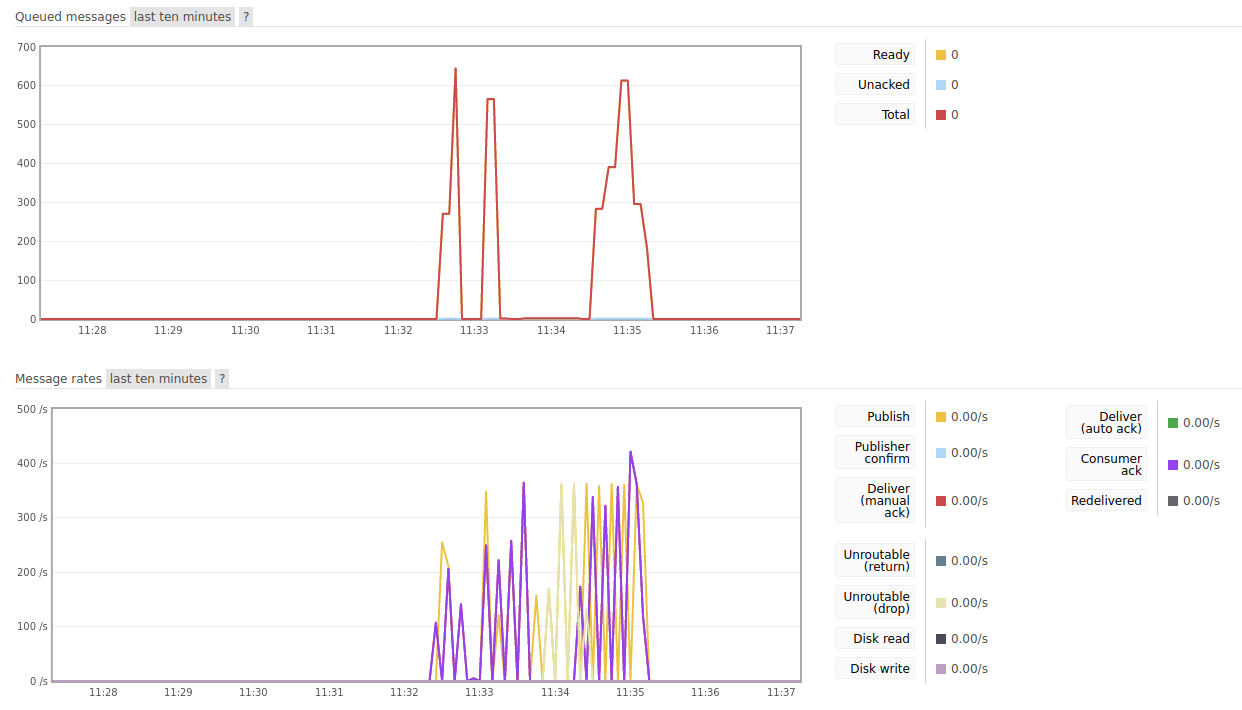 Queued messages last ten minutes ?
700
600
500
400
300
200
100
0
11:28 11:29 11:30 11:31 11:32 11:33 11:34 11:35 11:36 11:37
Ready 0
Unacked 0
Total 0
Message rates last ten minutes ?
500 /s
400 /s
300 /s
200 /s
100 /s
0 /s
11:28 11:29 11:30 11:31 11:32 11:33 11:34 11:35 11:36 11:37
Publish 0.00/s
Publisher
confirm 0.00/s
Deliver
(manual 0.00/s
ack)
Unroutable
(return) 0.00/s
Unroutable
(drop) 0.00/s
Disk read 0.00/s
Disk write 0.00/s
Deliver
(auto ack) 0.00/s
Consumer
ack 0.00/s
Redelivered 0.00/s